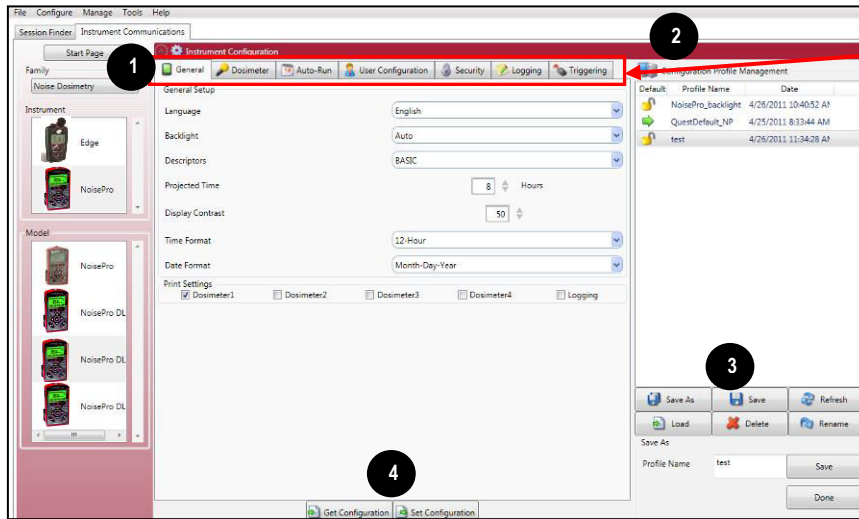 File Configure Manage Tools Help
Session Finder Instrument Communications
Start Page
Family
Noise Dosimetry
Instrument
Edge
NoisePro
Model
NoisePro
NoisePro DL
NoisePro DL
NoisePro DL
1
Instrument Configuration
General Dosimeter Auto-Run User Configuration Security Logging Triggering
General Setup
Language English
Backlight Auto
Descriptors BASIC
Projected Time 8 Hours
Display Contrast 50
Time Format 12-Hour
Date Format Month-Day-Year
Print Settings
Dosimeter1 Dosimeter2 Dosimeter3 Dosimeter4 Logging
4
Get Configuration Set Configuration
2
Profile Management
Default Profile Name Date
NoisePro_backlight 4/26/2011 10:40:52 AM
QuestDefault_NP 4/25/2011 8:33:44 AM
test 4/26/2011 11:34:28 AM
3
Save As Save Refresh
Load Delete Rename
Save As
Profile Name test Save
Done